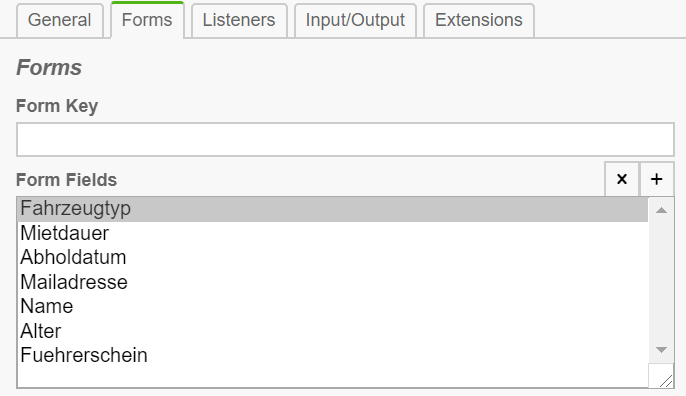 General Forms Listeners Input/Output Extensions
Forms
Form Key
Form Fields x +
Fahrzeugtyp
Mietdauer
Abholdatum
Mailadresse
Name
Alter
Fuehrerschein